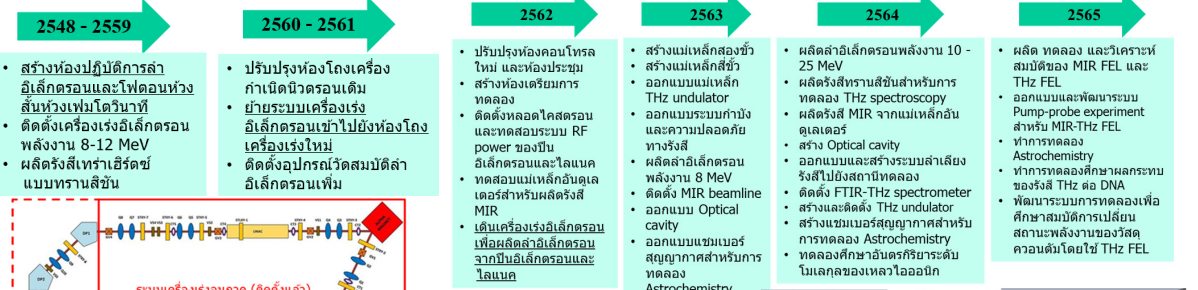 2548 - 2559
• สร้างห้องปฏิบัติการลำ
อิเล็กตรอนและโฟตอนห้วง
สั้นห้วงเฟมโตวินาที
• ติดตั้งเครื่องเร่งอิเล็กตรอน
พลังงาน 8-12 MeV
• ผลิตรังสีเทร่าเฮิร์ตซ์
แบบทรานสิชัน
2560 - 2561
• ปรับปรุงห้องโถงเครื่อง
กำเนิดนิวตรอนเดิม
• ย้ายระบบเครื่องเร่ง
อิเล็กตรอนเข้าไปยังห้องโถง
เครื่องเร่งใหม่
• ติดตั้งอุปกรณ์วัดสมบัติลำ
อิเล็กตรอนเพิ่ม
2562
• ปรับปรุงห้องคอนโทรล
ใหม่ และห้องประชุม
• สร้างห้องเตรียมการ
ทดลอง
• ติดตั้งหลอดไคสตรอน
และทดสอบระบบ RF
power ของปืน
อิเล็กตรอนและไลแนค
• ทดสอบแม่เหล็กอันดูเล
เตอร์สำหรับผลิตรังสี
MIR
• เดินเครื่องเร่งอิเล็กตรอน
เพื่อผลิตลำอิเล็กตรอน
จากปืนอิเล็กตรอนและ
ไลแนค
2563
• สร้างแม่เหล็กสองขั้ว
• สร้างแม่เหล็กสี่ขั้ว
• ออกแบบแม่เหล็ก
THz undulator
• ออกแบบระบบกำบัง
และความปลอดภัย
ทางรังสี
• ผลิตลำอิเล็กตรอน
พลังงาน 8 MeV
• ติดตั้ง MIR beamline
• ออกแบบ Optical
cavity
• ออกแบบแชมเบอร์
สุญญากาศสำหรับการ
ทดลอง
Astrochemistry
2564
• ผลิตลำอิเล็กตรอนพลังงาน 10 -
25 MeV
• ผลิตรังสีทรานสิชันสำหรับการ
ทดลอง THz spectroscopy
• ผลิตรังสี MIR จากแม่เหล็กอัน
ดูเลเตอร์
• สร้าง Optical cavity
• ออกแบบและสร้างระบบลำเลียง
รังสีไปยังสถานีทดลอง
• ติดตั้ง FTIR-THz spectrometer
• สร้างและติดตั้ง THz undulator
• สร้างแชมเบอร์สุญญากาศสำหรับ
การทดลอง Astrochemistry
• ทดลองศึกษาอันตรกิริยาระดับ
โมเลกุลของเหลวไอออนิก
2565
• ผลิต ทดลอง และวิเคราะห์
สมบัติของ MIR FEL และ
THz FEL
• ออกแบบและพัฒนาระบบ
Pump-probe experiment
สำหรับ MIR-THz FEL
• ทำการทดลอง
Astrochemistry
• ทำการทดลองศึกษาผลกระทบ
ของรังสี THz ต่อ DNA
• พัฒนาระบบการทดลองเพื่อ
ศึกษาสมบัติการเปลี่ยน
สถานะพลังงานของวัสดุ
ควอนตัมโดยใช้ THz FEL
ระบบเครื่องเร่งอนุภาค (ติดตั้งแล้ว)